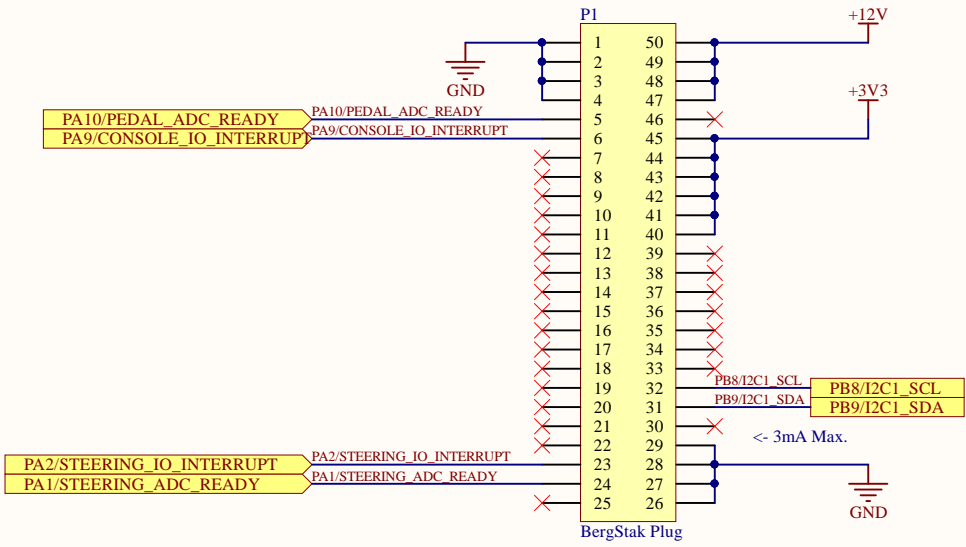 P1
+12V
1 50
2 49
3 48
GND
4 47
+3V3
PA10/PEDAL_ADC_READY PA10/PEDAL_ADC_READY 5 46
PA9/CONSOLE_IO_INTERRUPT PA9/CONSOLE_IO_INTERRUPT 6 45
7 44
8 43
9 42
10 41
11 40
12 39
13 38
14 37
15 36
16 35
17 34
18 33
19 32 PB8/I2C1_SCL PB8/I2C1_SCL
20 31 PB9/I2C1_SDA PB9/I2C1_SDA
21 30
<- 3mA Max.
22 29
PA2/STEERING_IO_INTERRUPT PA2/STEERING_IO_INTERRUPT 23 28
PA1/STEERING_ADC_READY PA1/STEERING_ADC_READY 24 27
25 26
GND
BergStak Plug